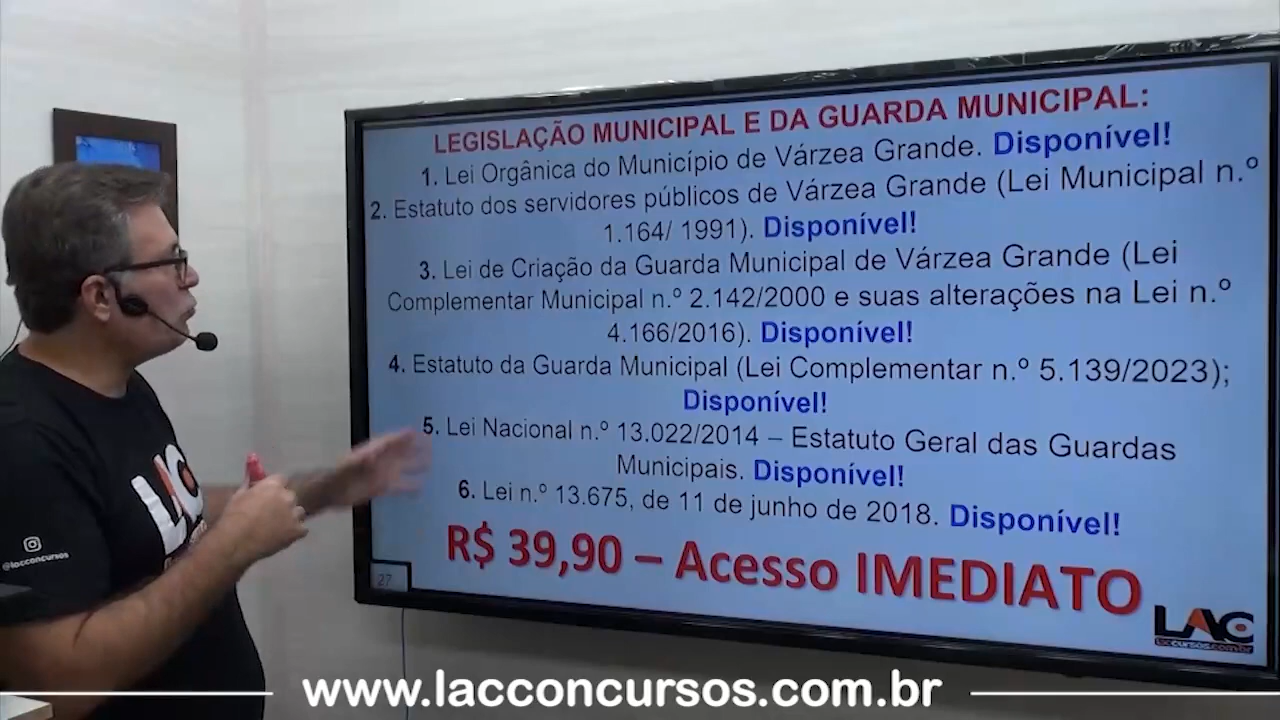 LEGISLAÇÃO MUNICIPAL E DA GUARDA MUNICIPAL:
1. Lei Orgânica do Município de Várzea Grande. Disponível!
2. Estatuto dos servidores públicos de Várzea Grande (Lei Municipal n.º
1.164/ 1991). Disponível!
3. Lei de Criação da Guarda Municipal de Várzea Grande (Lei
Complementar Municipal n.º 2.142/2000 e suas alterações na Lei n.º
4.166/2016). Disponível!
4. Estatuto da Guarda Municipal (Lei Complementar n.º 5.139/2023);
Disponível!
5. Lei Nacional n.º 13.022/2014 – Estatuto Geral das Guardas
Municipais. Disponível!
6. Lei n.º 13.675, de 11 de junho de 2018. Disponível!
R$ 39,90 – Acesso IMEDIATO
27
LAC
@lacconcursos
www.lacconcursos.com.br